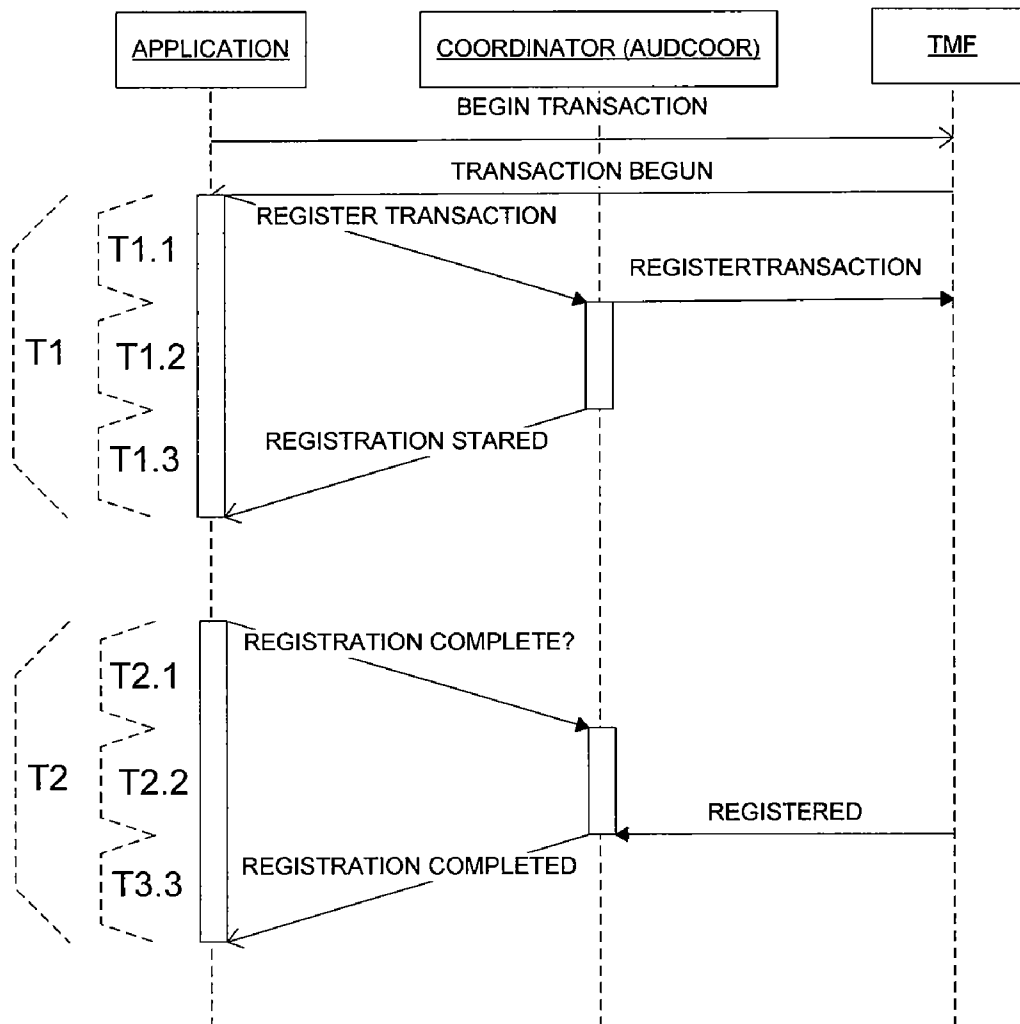 APPLICATION
COORDINATOR (AUDCOOR)
TMF
BEGIN TRANSACTION
TRANSACTION BEGUN
REGISTER TRANSACTION
T1.1
REGISTERTRANSACTION
T1
T1.2
REGISTRATION STARED
T1.3
REGISTRATION COMPLETE?
T2.1
T2
T2.2
REGISTERED
REGISTRATION COMPLETED
T3.3